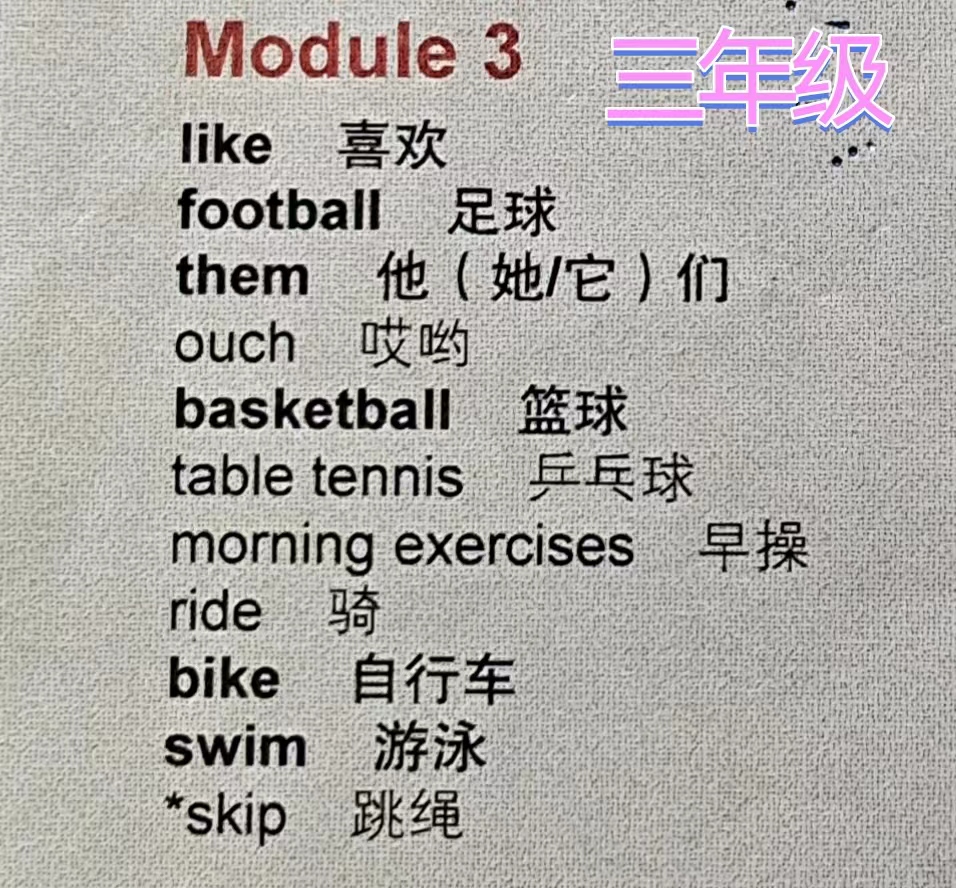 Module 3
三年级
like 喜欢
football 足球
them 他（她/它）们
ouch 哎哟
basketball 篮球
table tennis 乒乓球
morning exercises 早操
ride 骑
bike 自行车
swim 游泳
*skip 跳绳